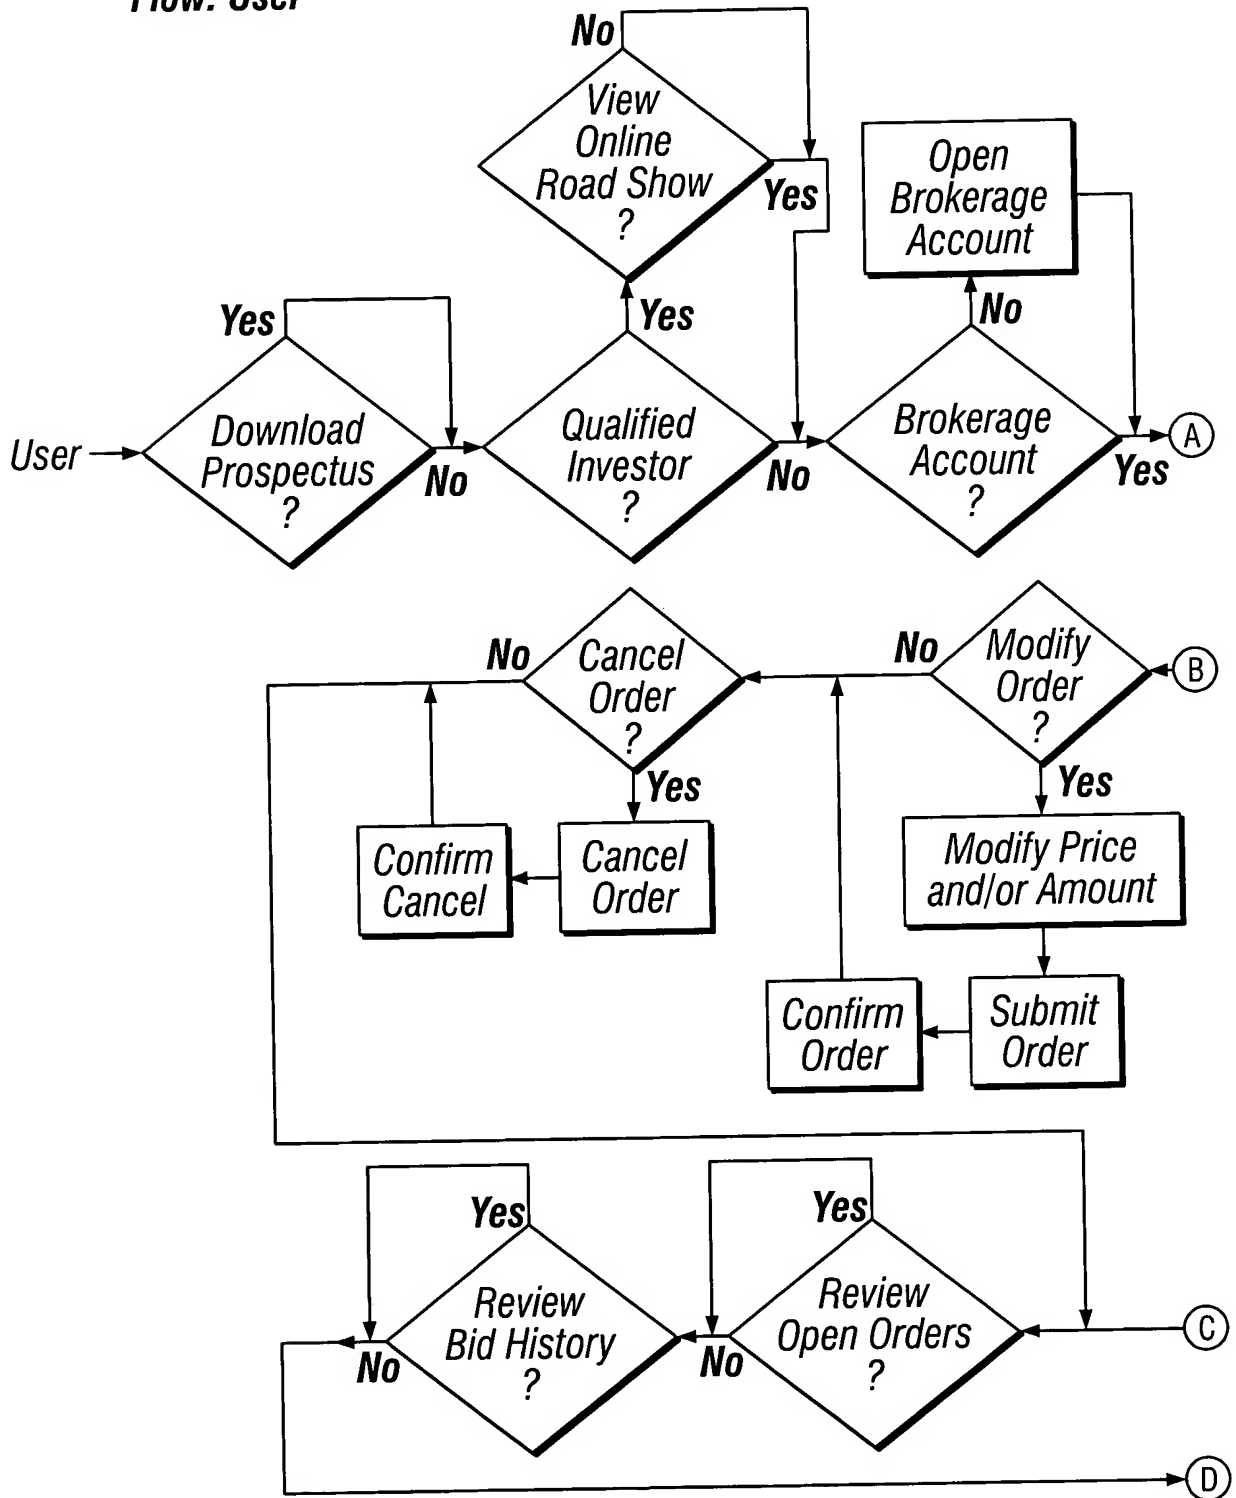 Flow: User
No
View
Online
Road Show
?
Yes
Open
Brokerage
Account
Yes
Yes
No
User
Download
Prospectus
?
No
Qualified
Investor
?
No
Brokerage
Account
?
Yes
A
No
Cancel
Order
?
Yes
No
Modify
Order
?
Yes
B
Confirm
Cancel
Cancel
Order
Modify Price
and/or Amount
Confirm
Order
Submit
Order
Yes
Review
Bid History
?
No
Yes
Review
Open Orders
?
No
C
D